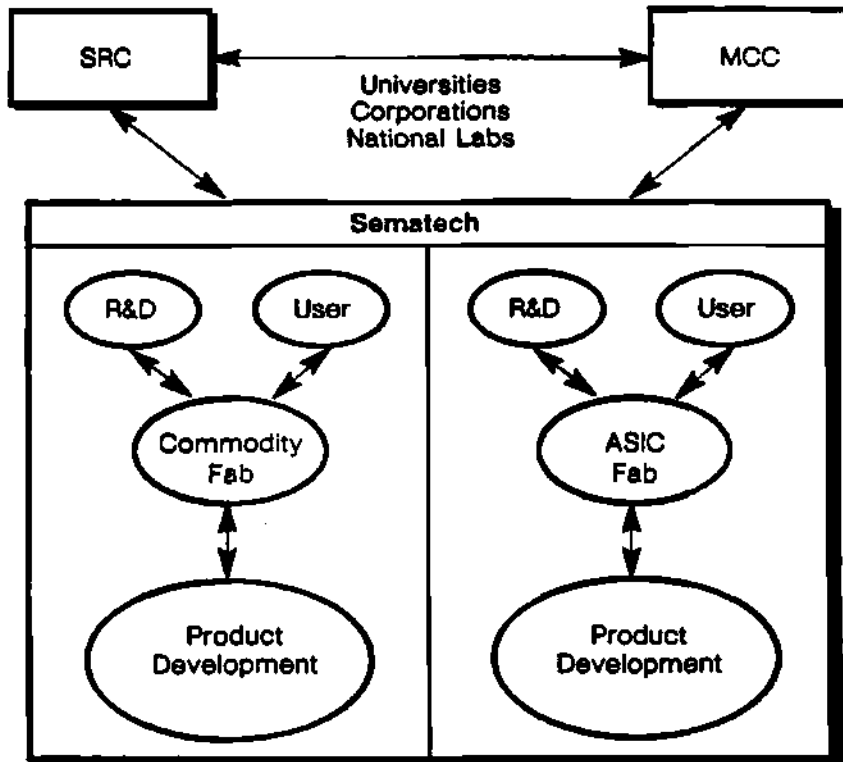 SRC
MCC
Universities
Corporations
National Labs
Sematech
R&D
User
R&D
User
Commodity
Fab
ASIC
Fab
Product
Development
Product
Development